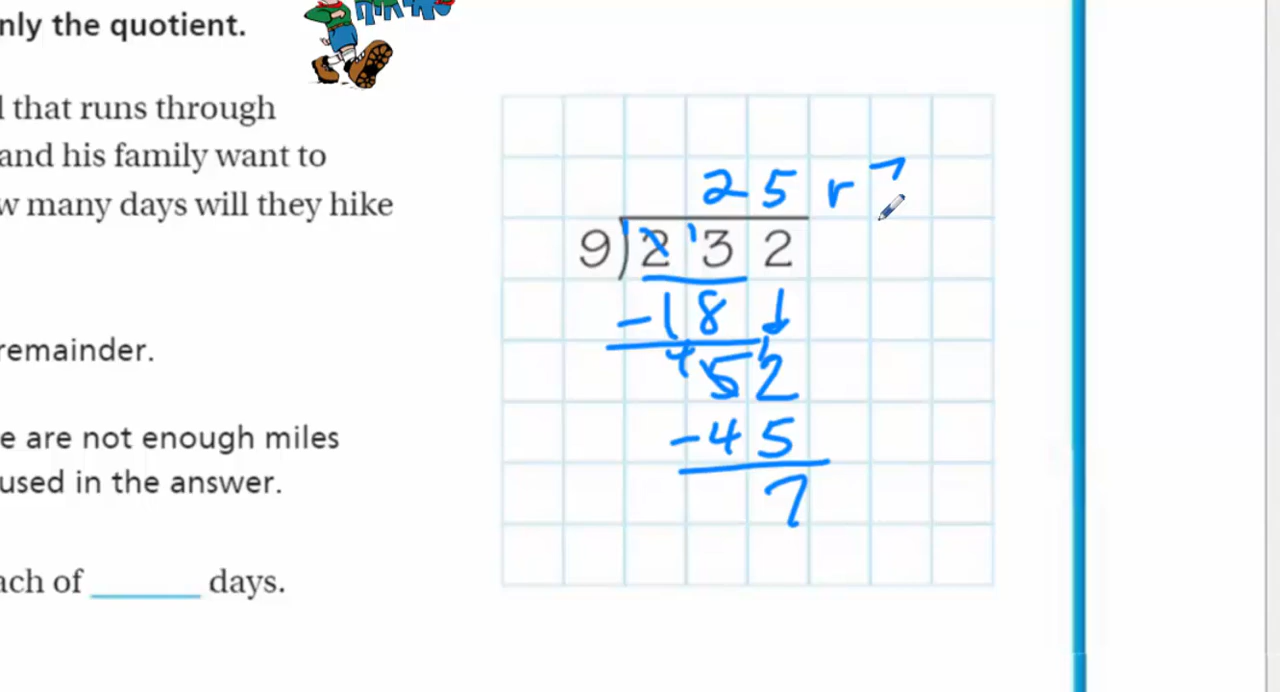 nly the quotient.
l that runs through
and his family want to
w many days will they hike
remainder.
e are not enough miles
used in the answer.
ach of ______ days.
25 r 7
9)232
-18
52
-45
7